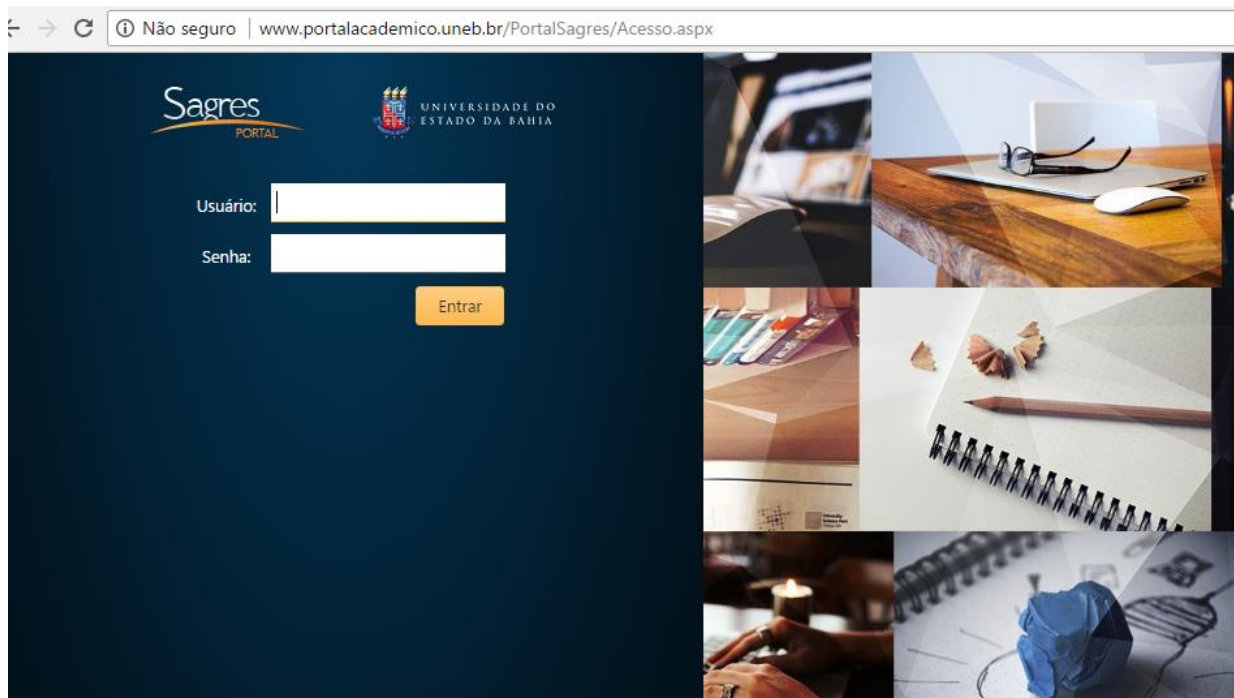 Não seguro | www.portalacademico.uneb.br/PortalSagres/Acesso.aspx
Sagres
PORTAL
UNIVERSIDADE DO
ESTADO DA BAHIA
Usuário:
Senha:
Entrar